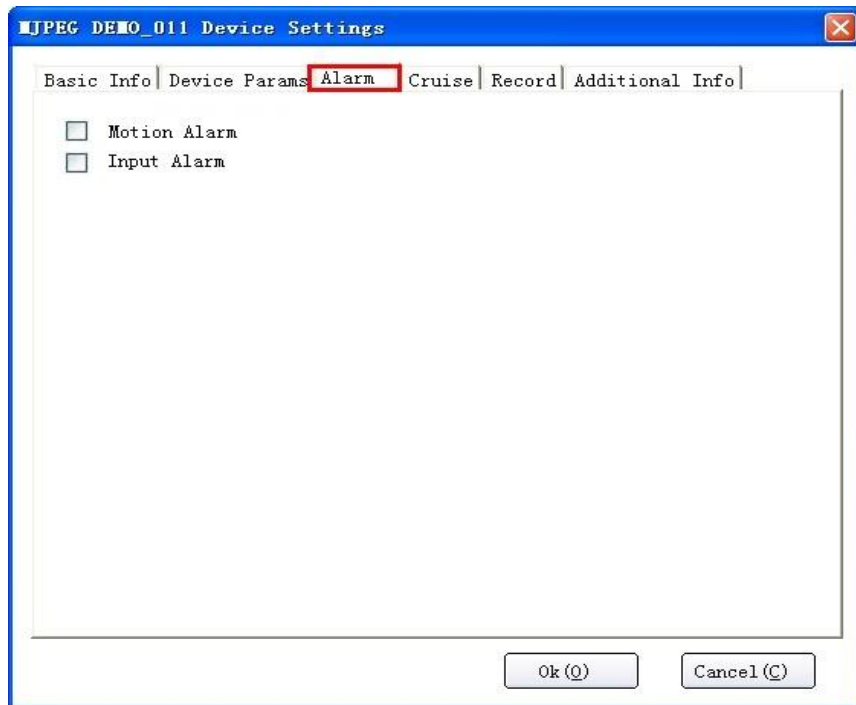 MJPEG DEMO_011 Device Settings
Basic Info Device Params Alarm Cruise Record Additional Info
Motion Alarm
Input Alarm
Ok(O) Cancel(C)